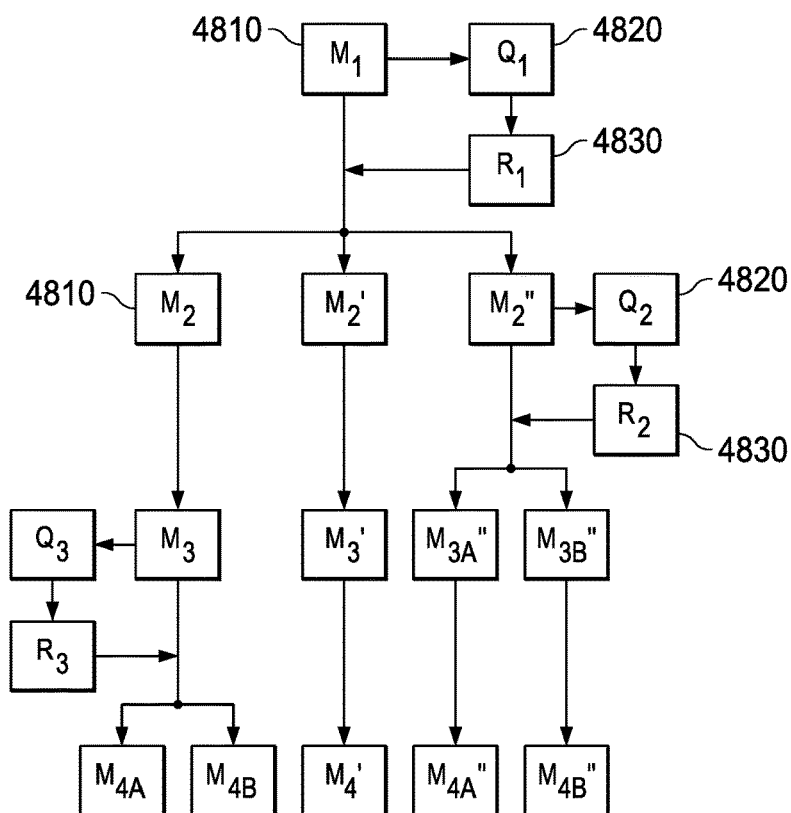 4810 M₁ Q₁ 4820
R₁ 4830
4810 M₂ M₂' M₂" Q₂ 4820
R₂ 4830
Q₃ M₃ M₃' M₃ₐ" M₃B"
R₃
M₄ₐ M₄B M₄' M₄ₐ" M₄B"